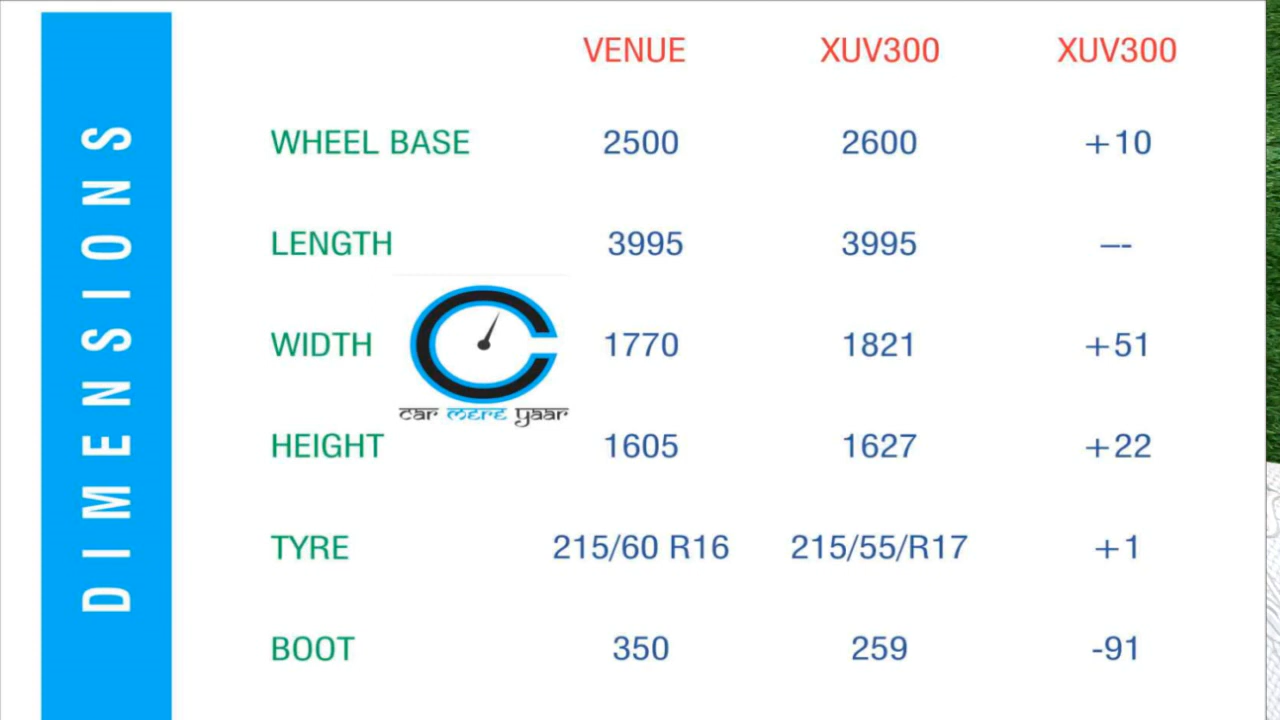 DIMENSIONS
VENUE XUV300 XUV300
WHEEL BASE 2500 2600 +10
LENGTH 3995 3995 –-
WIDTH 1770 1821 +51
car mere yaar
HEIGHT 1605 1627 +22
TYRE 215/60 R16 215/55/R17 +1
BOOT 350 259 -91